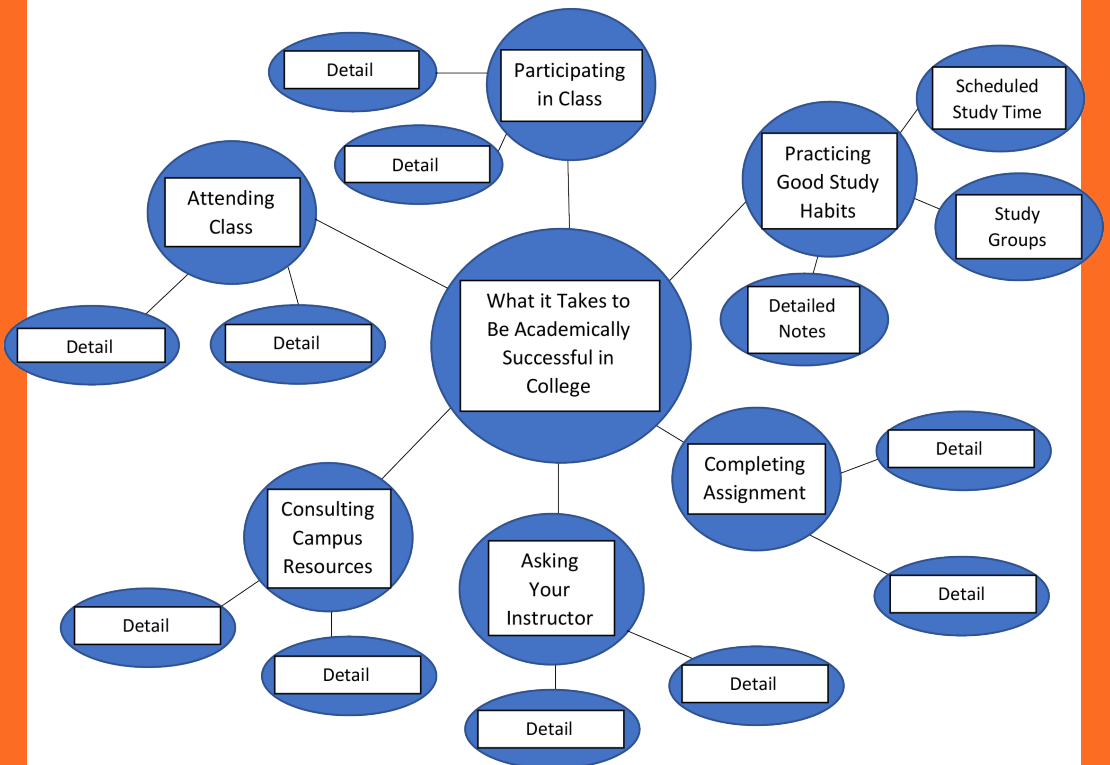 Detail
Participating
in Class
Detail
Scheduled
Study Time
Practicing
Good Study
Habits
Study
Groups
Detailed
Notes
Attending
Class
Detail
Detail
What it Takes to
Be Academically
Successful in
College
Completing
Assignment
Detail
Detail
Consulting
Campus
Resources
Detail
Detail
Asking
Your
Instructor
Detail
Detail